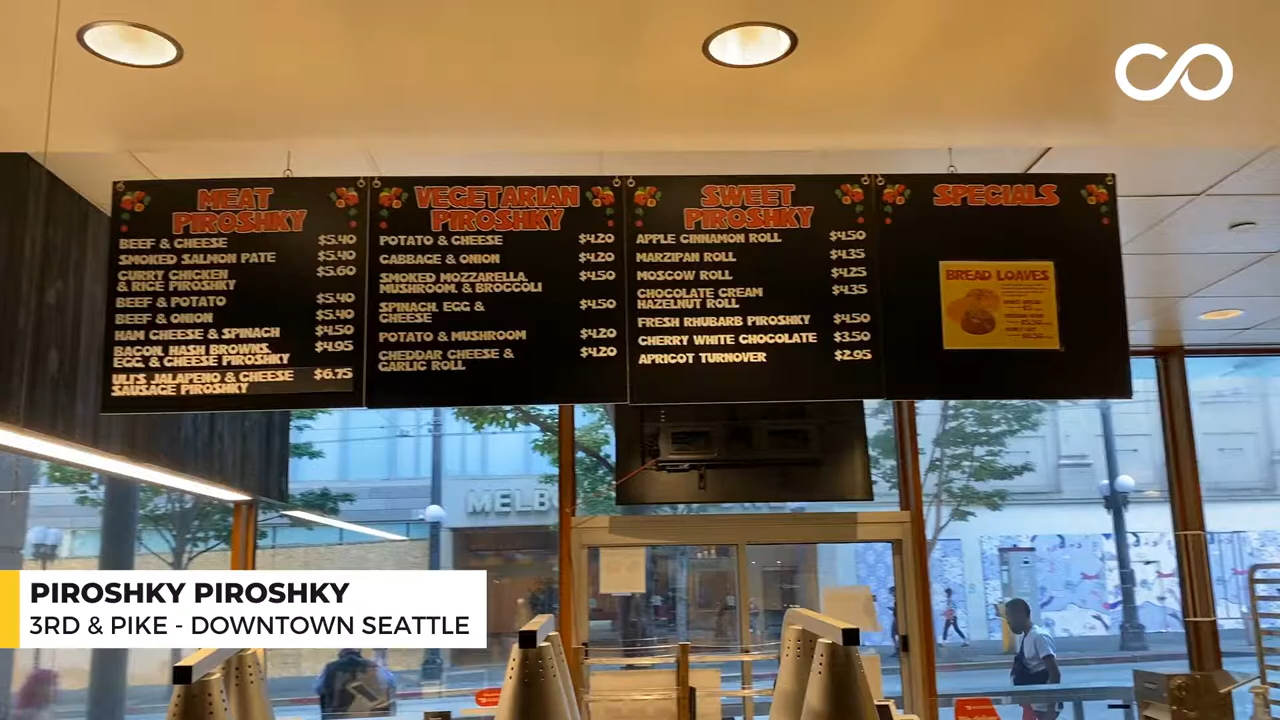 MEAT
PIROSHKY
BEEF & CHEESE $5.40
SMOKED SALMON PATE $5.40
CURRY CHICKEN $5.60
& RICE PIROSHKY
BEEF & POTATO $5.40
BEEF & ONION $5.40
HAM CHEESE & SPINACH $4.50
BACON, HASH BROWNS, $4.95
EGG, & CHEESE PIROSHKY
ULI'S JALAPENO & CHEESE $6.75
SAUSAGE PIROSHKY
VEGETARIAN
PIROSHKY
POTATO & CHEESE $4.20
CABBAGE & ONION $4.20
SMOKED MOZZARELLA, $4.50
MUSHROOM, & BROCCOLI
SPINACH, EGG & $4.50
CHEESE
POTATO & MUSHROOM $4.20
CHEDDAR CHEESE & $4.20
GARLIC ROLL
SWEET
PIROSHKY
APPLE CINNAMON ROLL $4.50
MARZIPAN ROLL $4.35
MOSCOW ROLL $4.25
CHOCOLATE CREAM $4.35
HAZELNUT ROLL
FRESH RHUBARB PIROSHKY $4.50
CHERRY WHITE CHOCOLATE $3.50
APRICOT TURNOVER $2.95
SPECIALS
BREAD LOAVES
MELB
PIROSHKY PIROSHKY
3RD & PIKE - DOWNTOWN SEATTLE